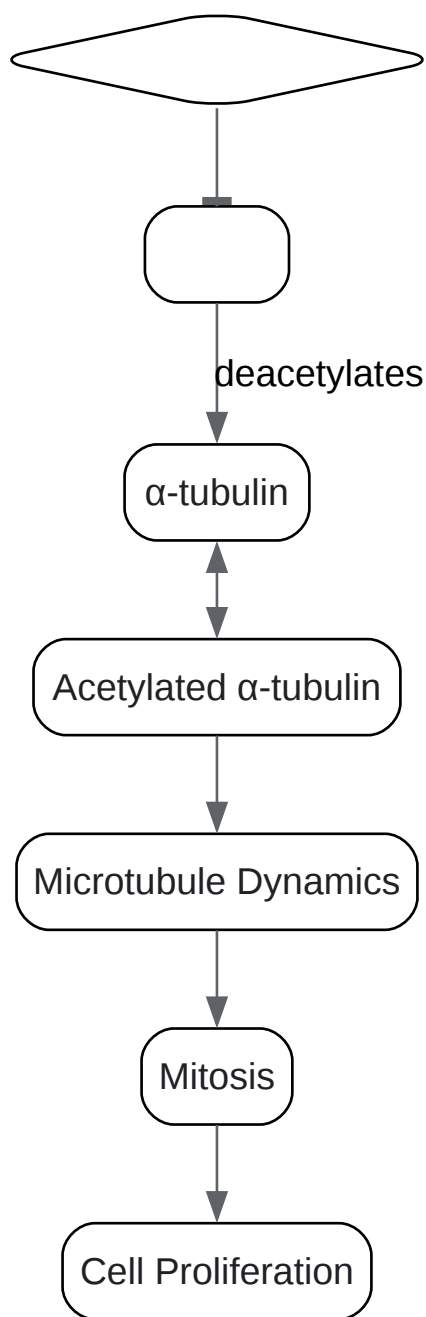 deacetylates
α-tubulin
Acetylated α-tubulin
Microtubule Dynamics
Mitosis
Cell Proliferation